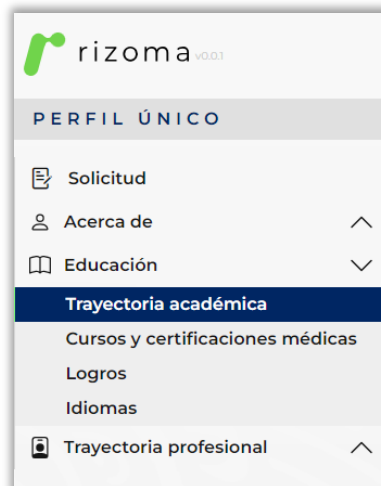 rizoma v0.0.1
PERFIL ÚNICO
Solicitud
Acerca de
Educación
Trayectoria académica
Cursos y certificaciones médicas
Logros
Idiomas
Trayectoria profesional